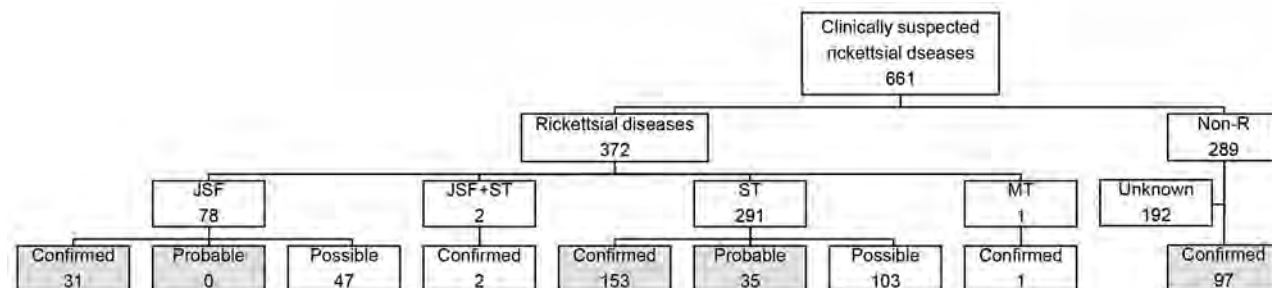 Clinically suspected
rickettsial dseases
661
Rickettsial diseases
372
Non-R
289
JSF
78
JSF+ST
2
ST
291
MT
1
Unknown
192
Confirmed
31
Probable
0
Possible
47
Confirmed
2
Confirmed
153
Probable
35
Possible
103
Confirmed
1
Confirmed
97